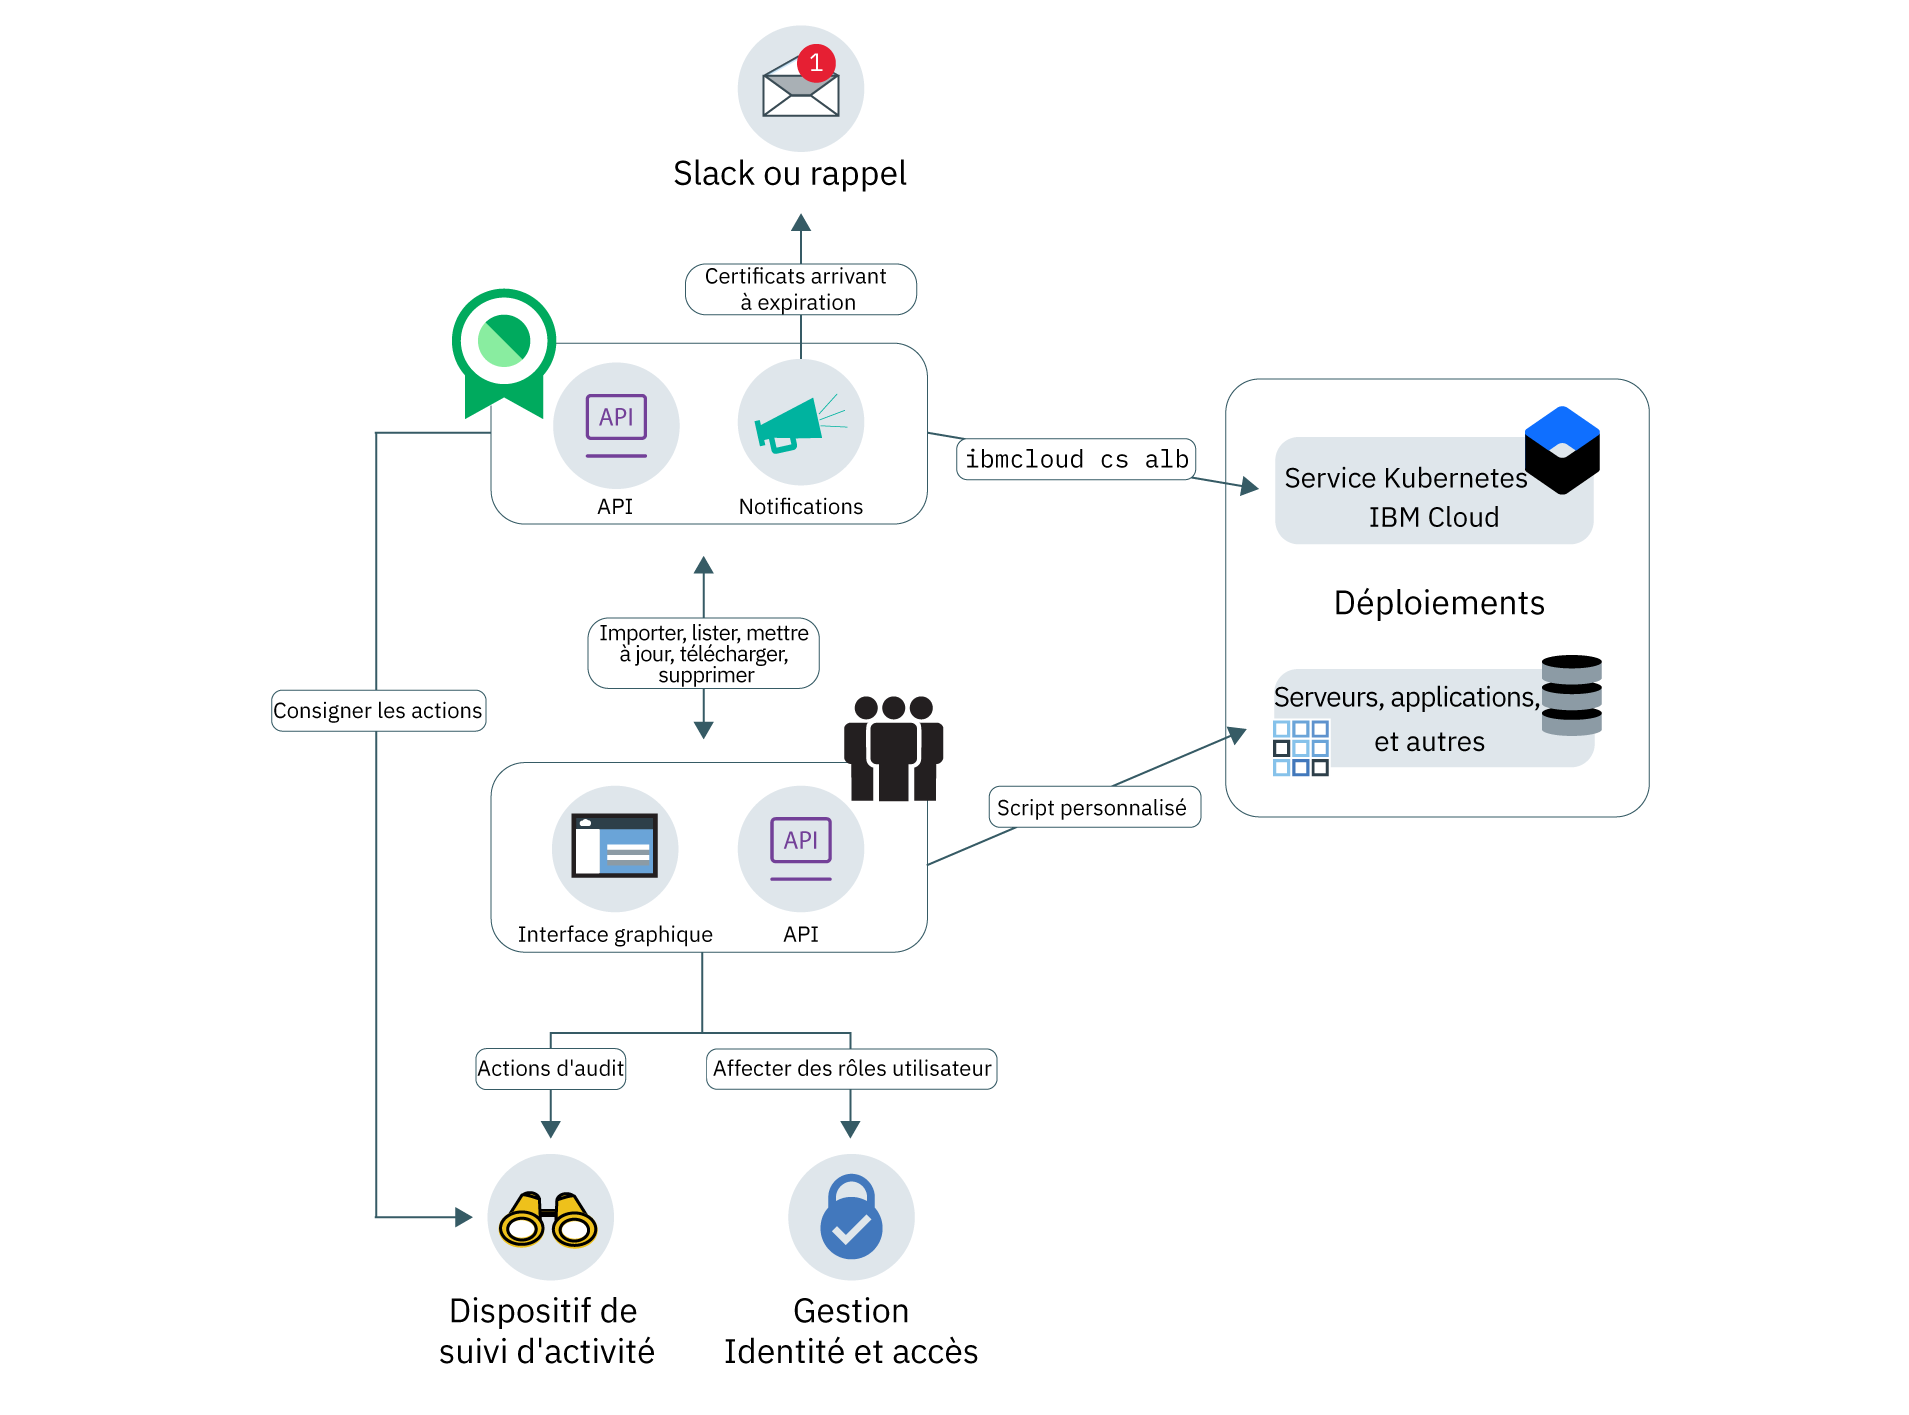 1
Slack ou rappel
Certificats arrivant
à expiration
API
API
Notifications
ibmcloud cs alb
Service Kubernetes
IBM Cloud
Déploiements
Serveurs, applications,
et autres
Importer, lister, mettre
à jour, télécharger,
supprimer
Consigner les actions
Script personnalisé
API
Interface graphique
API
Actions d'audit
Affecter des rôles utilisateur
Dispositif de
suivi d'activité
Gestion
Identité et accès